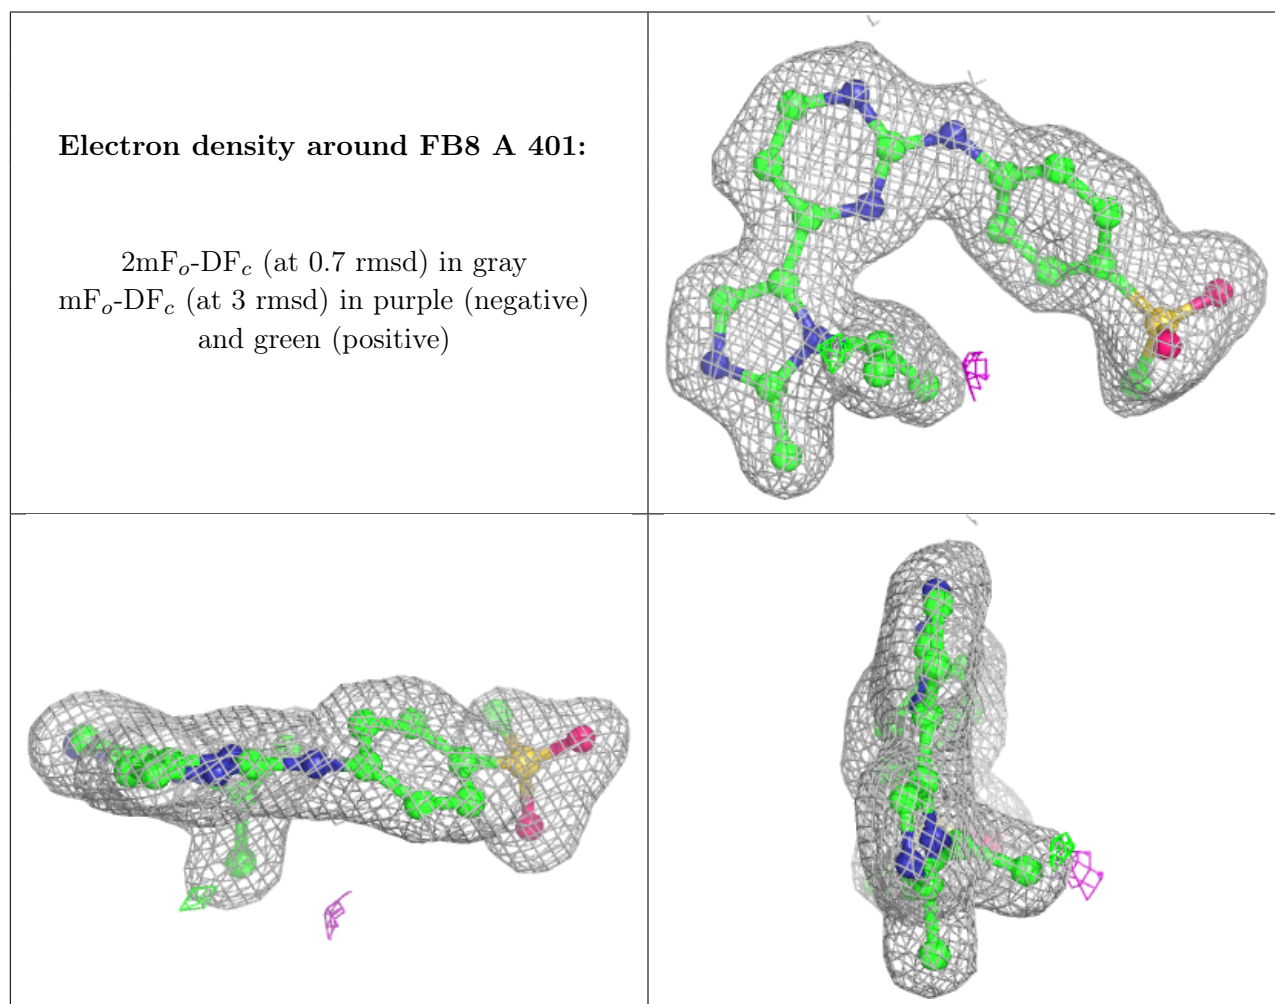 Electron density around FB8 A 401:
2mFo-DFc (at 0.7 rmsd) in gray
mFo-DFc (at 3 rmsd) in purple (negative)
and green (positive)